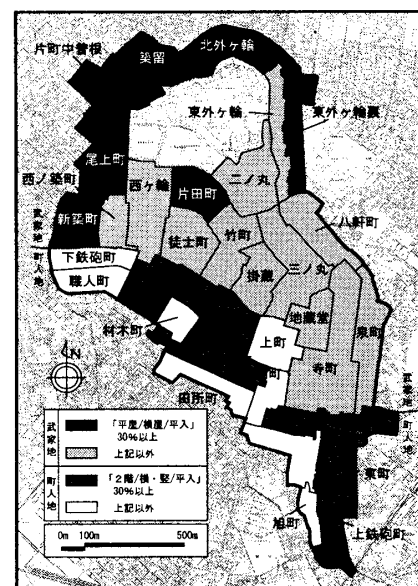 北外ヶ輪
築留
片町中曽根
東外ヶ輪
東外ヶ輪裏
尾上町
西ノ築町
西ヶ輪
片田町
二ノ丸
新築町
八軒町
武家地
町人地
徒士町
竹町
掛蔵
三ノ丸
下鉄砲町
職人町
地蔵堂
泉町
材木町
上町
寺町
町
N
田所町
武家地
町人地
武家地
「平屋/横屋/平入」
30%以上
上記以外
町人地
「2階/横・竪/平入」
30%以上
上記以外
東町
旭町
上鉄砲町
0m 100m 500m